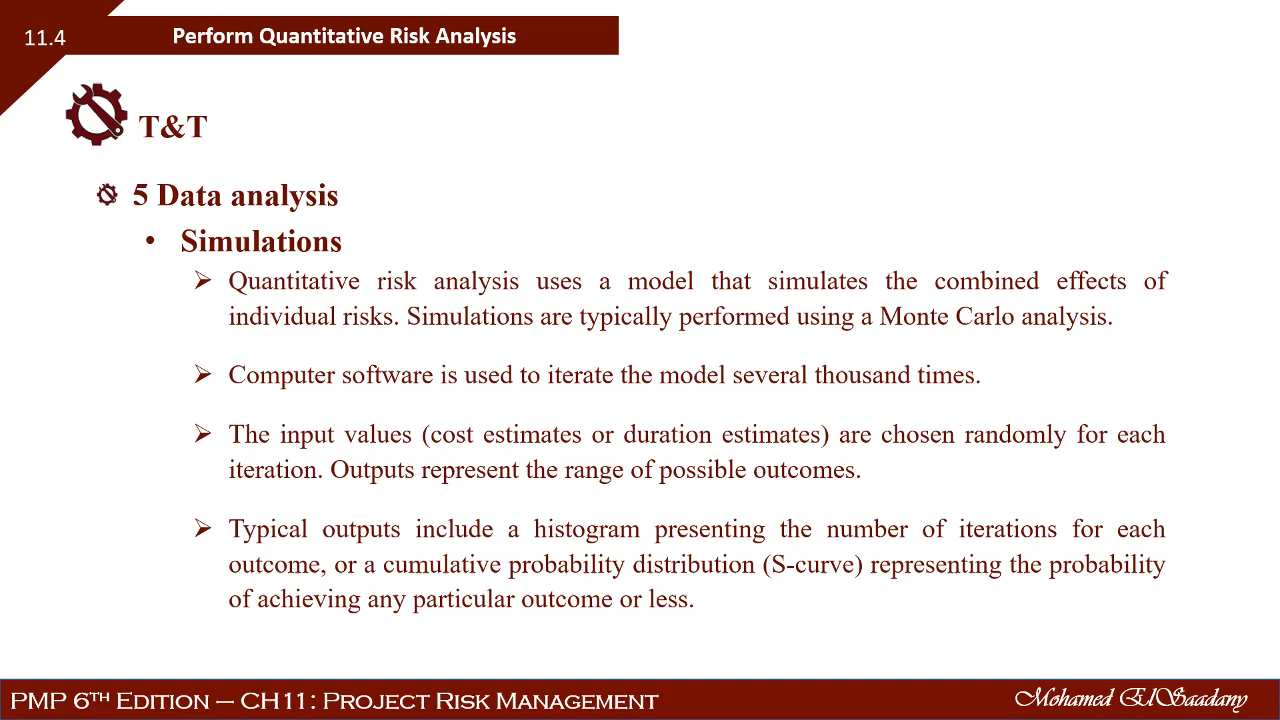 11.4
Perform Quantitative Risk Analysis
T&T
5 Data analysis
• Simulations
➢ Quantitative risk analysis uses a model that simulates the combined effects of
individual risks. Simulations are typically performed using a Monte Carlo analysis.
➢ Computer software is used to iterate the model several thousand times.
➢ The input values (cost estimates or duration estimates) are chosen randomly for each
iteration. Outputs represent the range of possible outcomes.
➢ Typical outputs include a histogram presenting the number of iterations for each
outcome, or a cumulative probability distribution (S-curve) representing the probability
of achieving any particular outcome or less.
PMP 6TH Edition – CH11: Project Risk Management
Mohamed ElSaadany